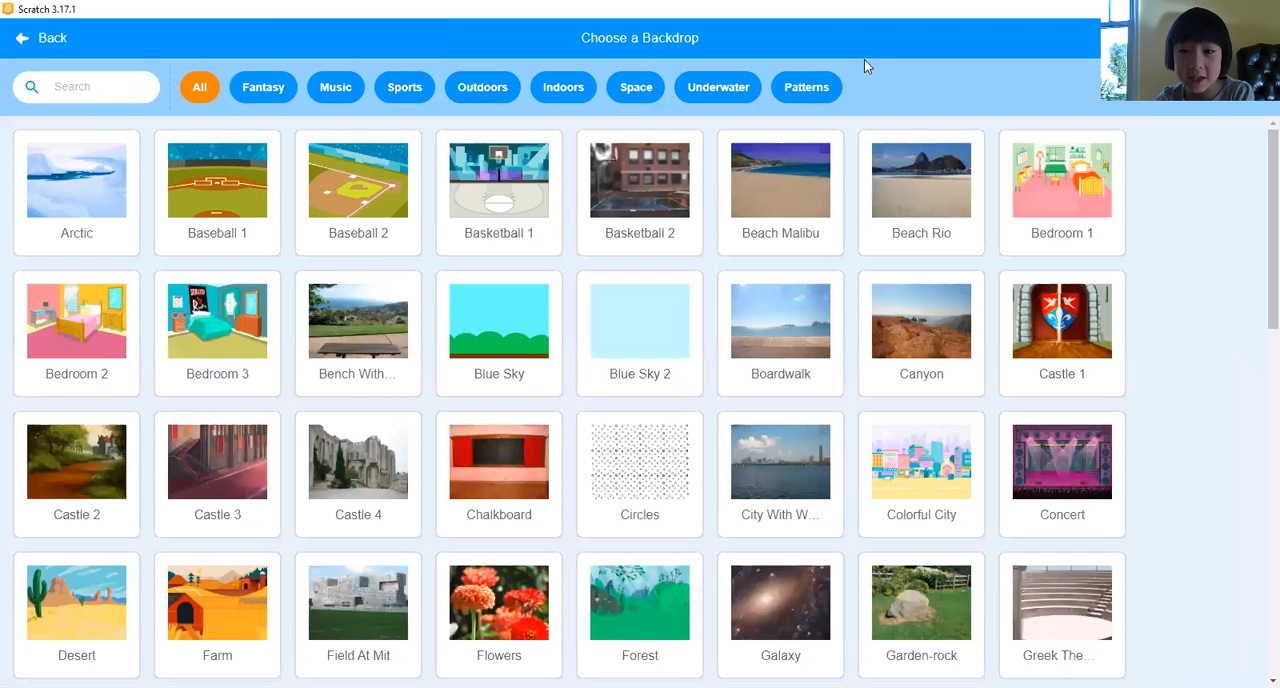 Scratch 3.17.1
Back
Choose a Backdrop
Search
All
Fantasy
Music
Sports
Outdoors
Indoors
Space
Underwater
Patterns
Arctic
Baseball 1
Baseball 2
Basketball 1
Basketball 2
Beach Malibu
Beach Rio
Bedroom 1
Bedroom 2
Bedroom 3
Bench With...
Blue Sky
Blue Sky 2
Boardwalk
Canyon
Castle 1
Castle 2
Castle 3
Castle 4
Chalkboard
Circles
City With W...
Colorful City
Concert
Desert
Farm
Field At Mit
Flowers
Forest
Galaxy
Garden-rock
Greek The...